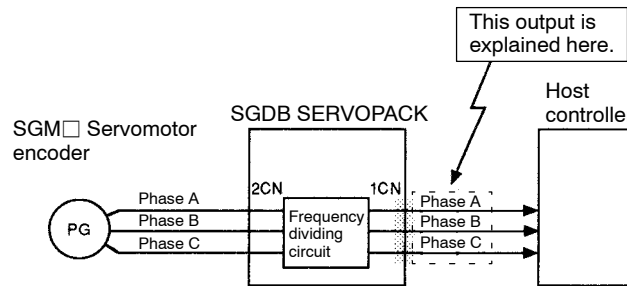 This output is
explained here.
Host
controlle
SGDB SERVOPACK
SGM□ Servomotor
encoder
2CN
1CN
Phase A
Phase A
Phase B
Frequency
dividing
circuit
Phase B
PG
Phase C
Phase C